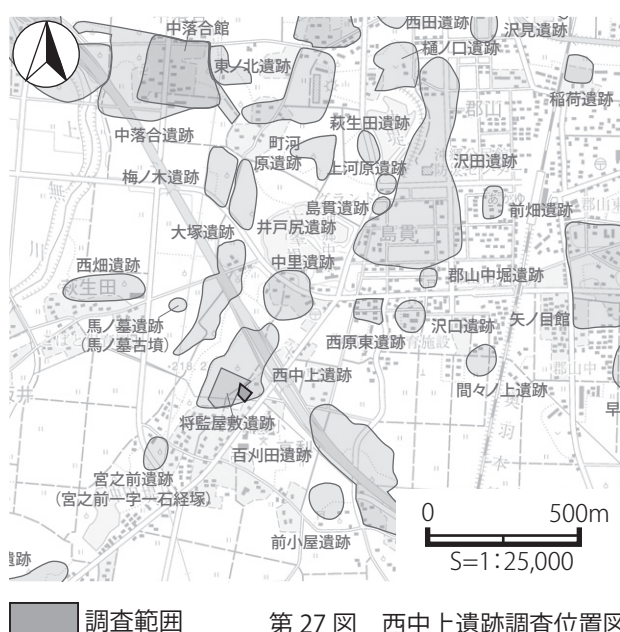 中落合館
西田遺跡
沢見遺跡
樋ノ口遺跡
東ノ北遺跡
稲荷遺跡
郡山
中落合遺跡
萩生田遺跡
町河
原遺跡
上河原遺跡
沢田遺跡
梅ノ木遺跡
島貫遺跡
前畑遺跡
井戸尻遺跡
大塚遺跡
島貫
西畑遺跡
中里遺跡
郡山中堀遺跡
萩生田
馬ノ墓遺跡
(馬ノ墓古墳)
沢口遺跡
矢ノ目館
西原東遺跡
西中上遺跡
間々ノ上遺跡
早
将監屋敷遺跡
百刈田遺跡
宮之前遺跡
(宮之前一字一石経塚)
前小屋遺跡
遺跡
0 500m
S=1:25,000
調査範囲
第 27 図 西中上遺跡調査位置図